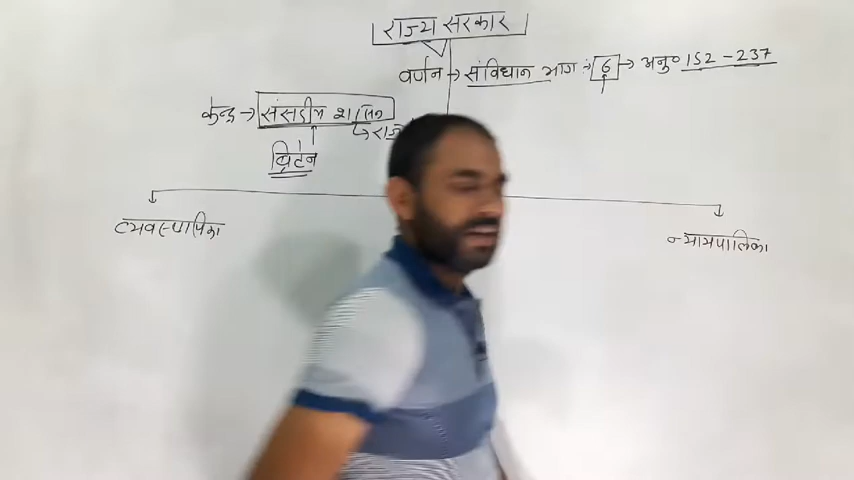 राज्य सरकार
वर्णन → संविधान भाग :- 6 → अनु० 152 - 237
केन्द्र → संसदीय शासन
ब्रिटेन
व्यवस्थापिका
न्यायपालिका